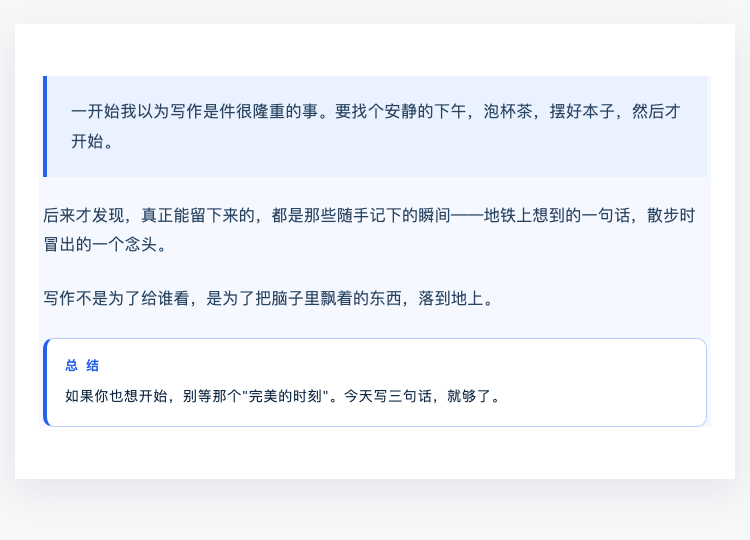 一开始我以为写作是件很隆重的事。要找个安静的下午，泡杯茶，摆好本子，然后才
开始。
后来才发现，真正能留下来的，都是那些随手记下的瞬间——地铁上想到的一句话，散步时
冒出的一个念头。
写作不是为了给谁看，是为了把脑子里飘着的东西，落到地上。
总 结
如果你也想开始，别等那个"完美的时刻"。今天写三句话，就够了。